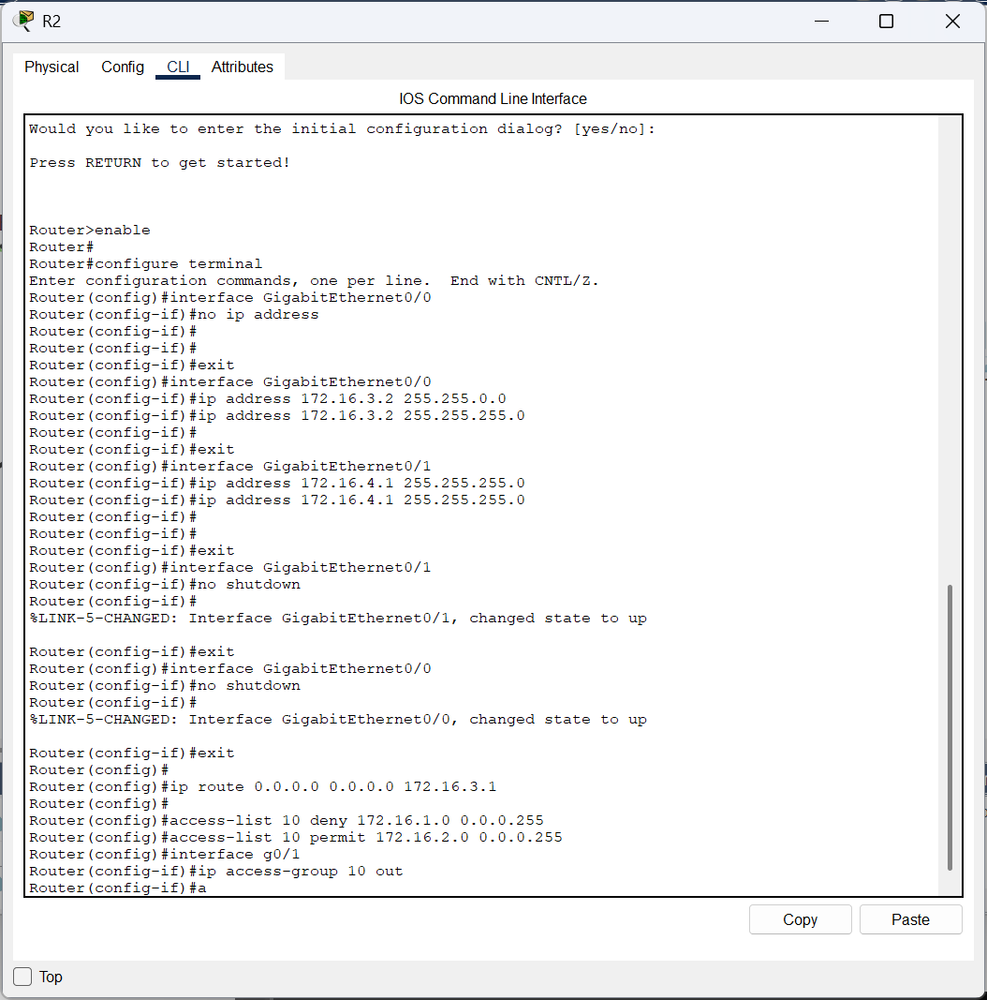 R2
Physical Config CLI Attributes
IOS Command Line Interface
Would you like to enter the initial configuration dialog? [yes/no]:
Press RETURN to get started!
Router>enable
Router#
Router#configure terminal
Enter configuration commands, one per line.  End with CNTL/Z.
Router(config)#interface GigabitEthernet0/0
Router(config-if)#no ip address
Router(config-if)#
Router(config-if)#
Router(config-if)#exit
Router(config)#interface GigabitEthernet0/0
Router(config-if)#ip address 172.16.3.2 255.255.0.0
Router(config-if)#ip address 172.16.3.2 255.255.255.0
Router(config-if)#
Router(config-if)#exit
Router(config)#interface GigabitEthernet0/1
Router(config-if)#ip address 172.16.4.1 255.255.255.0
Router(config-if)#ip address 172.16.4.1 255.255.255.0
Router(config-if)#
Router(config-if)#
Router(config-if)#exit
Router(config)#interface GigabitEthernet0/1
Router(config-if)#no shutdown
Router(config-if)#
%LINK-5-CHANGED: Interface GigabitEthernet0/1, changed state to up
Router(config-if)#exit
Router(config)#interface GigabitEthernet0/0
Router(config-if)#no shutdown
Router(config-if)#
%LINK-5-CHANGED: Interface GigabitEthernet0/0, changed state to up
Router(config-if)#exit
Router(config)#
Router(config)#ip route 0.0.0.0 0.0.0.0 172.16.3.1
Router(config)#
Router(config)#access-list 10 deny 172.16.1.0 0.0.0.255
Router(config)#access-list 10 permit 172.16.2.0 0.0.0.255
Router(config)#interface g0/1
Router(config-if)#ip access-group 10 out
Router(config-if)#a
Copy Paste
Top